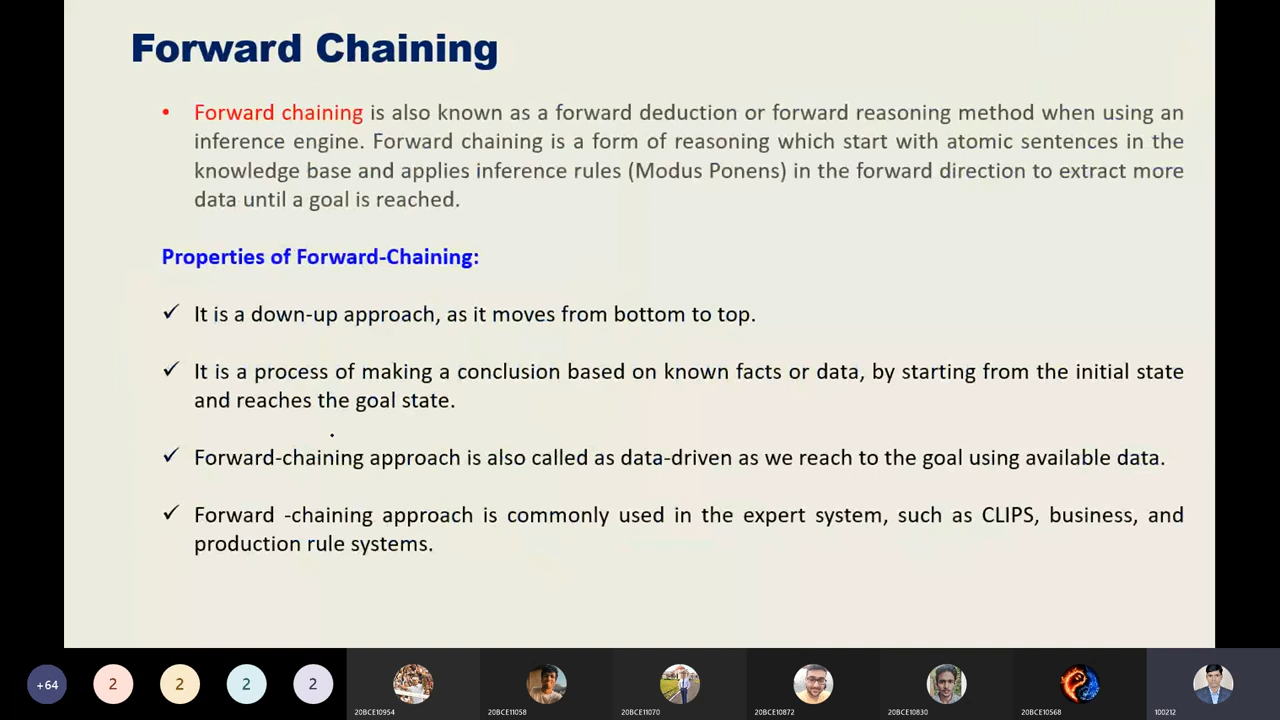 Forward Chaining
• Forward chaining is also known as a forward deduction or forward reasoning method when using an
inference engine. Forward chaining is a form of reasoning which start with atomic sentences in the
knowledge base and applies inference rules (Modus Ponens) in the forward direction to extract more
data until a goal is reached.
Properties of Forward-Chaining:
✓ It is a down-up approach, as it moves from bottom to top.
✓ It is a process of making a conclusion based on known facts or data, by starting from the initial state
and reaches the goal state.
✓ Forward-chaining approach is also called as data-driven as we reach to the goal using available data.
✓ Forward -chaining approach is commonly used in the expert system, such as CLIPS, business, and
production rule systems.
+64 2 2 2 2
20BCE10954 20BCE11058 20BCE11070 20BCE10872 20BCE10830 20BCE10568 100212